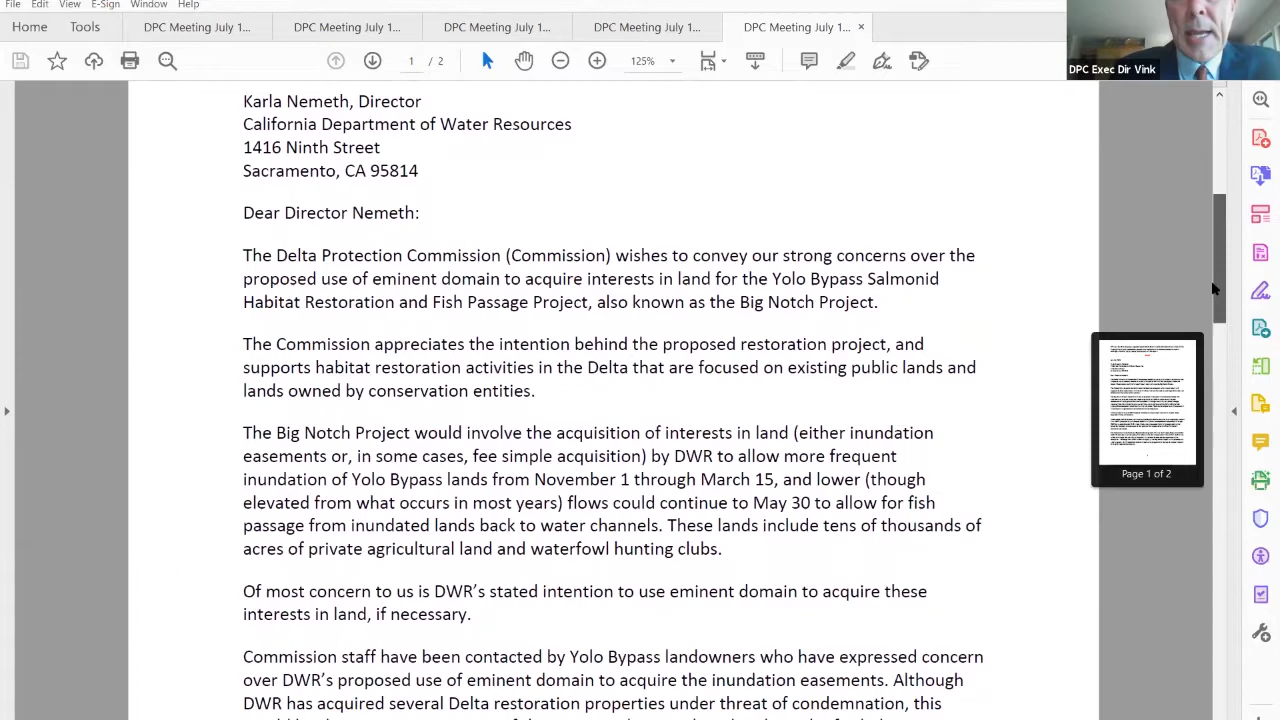 File Edit View E-Sign Window Help
Home Tools DPC Meeting July 1... DPC Meeting July 1... DPC Meeting July 1... DPC Meeting July 1... DPC Meeting July 1... ×
1 / 2 125%
DPC Exec Dir Vink
Karla Nemeth, Director
California Department of Water Resources
1416 Ninth Street
Sacramento, CA 95814
Dear Director Nemeth:
The Delta Protection Commission (Commission) wishes to convey our strong concerns over the
proposed use of eminent domain to acquire interests in land for the Yolo Bypass Salmonid
Habitat Restoration and Fish Passage Project, also known as the Big Notch Project.
The Commission appreciates the intention behind the proposed restoration project, and
supports habitat restoration activities in the Delta that are focused on existing public lands and
lands owned by conservation entities.
The Big Notch Project would involve the acquisition of interests in land (either inundation
easements or, in some cases, fee simple acquisition) by DWR to allow more frequent
inundation of Yolo Bypass lands from November 1 through March 15, and lower (though
elevated from what occurs in most years) flows could continue to May 30 to allow for fish
passage from inundated lands back to water channels. These lands include tens of thousands of
acres of private agricultural land and waterfowl hunting clubs.
Of most concern to us is DWR's stated intention to use eminent domain to acquire these
interests in land, if necessary.
Commission staff have been contacted by Yolo Bypass landowners who have expressed concern
over DWR's proposed use of eminent domain to acquire the inundation easements. Although
DWR has acquired several Delta restoration properties under threat of condemnation, this
Page 1 of 2